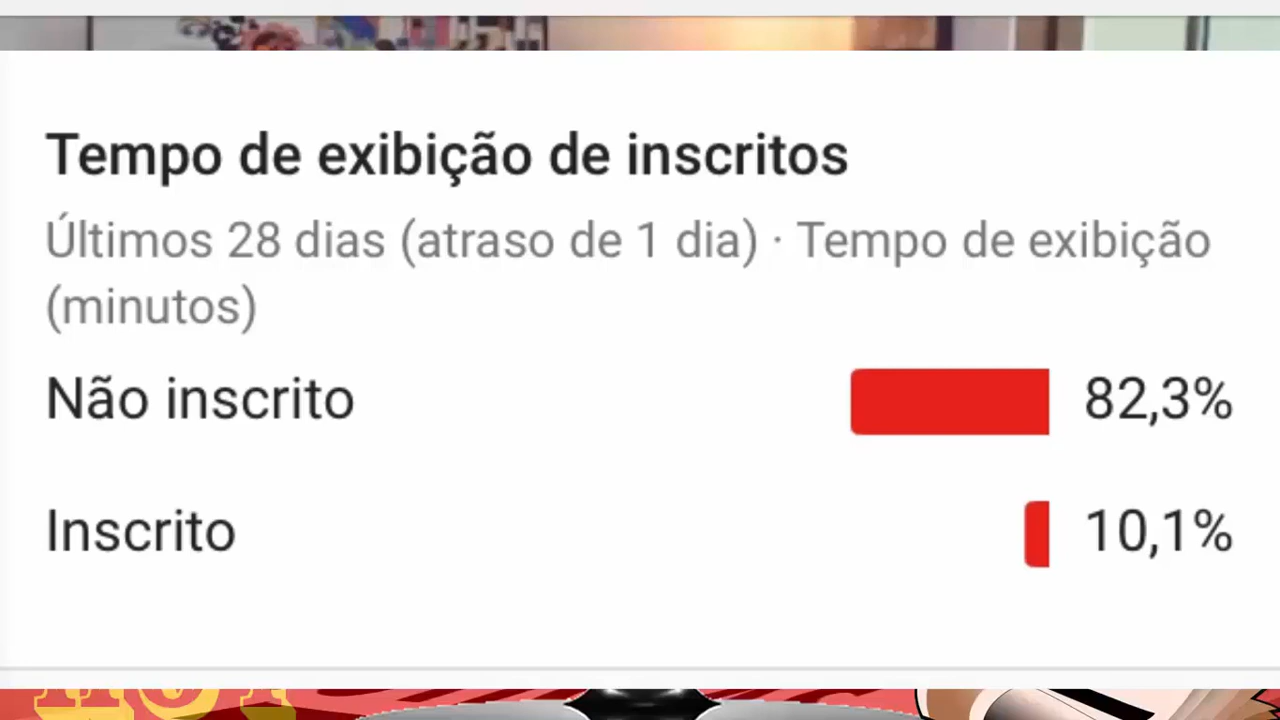 Tempo de exibição de inscritos
Últimos 28 dias (atraso de 1 dia) · Tempo de exibição
(minutos)
Não inscrito 82,3%
Inscrito 10,1%